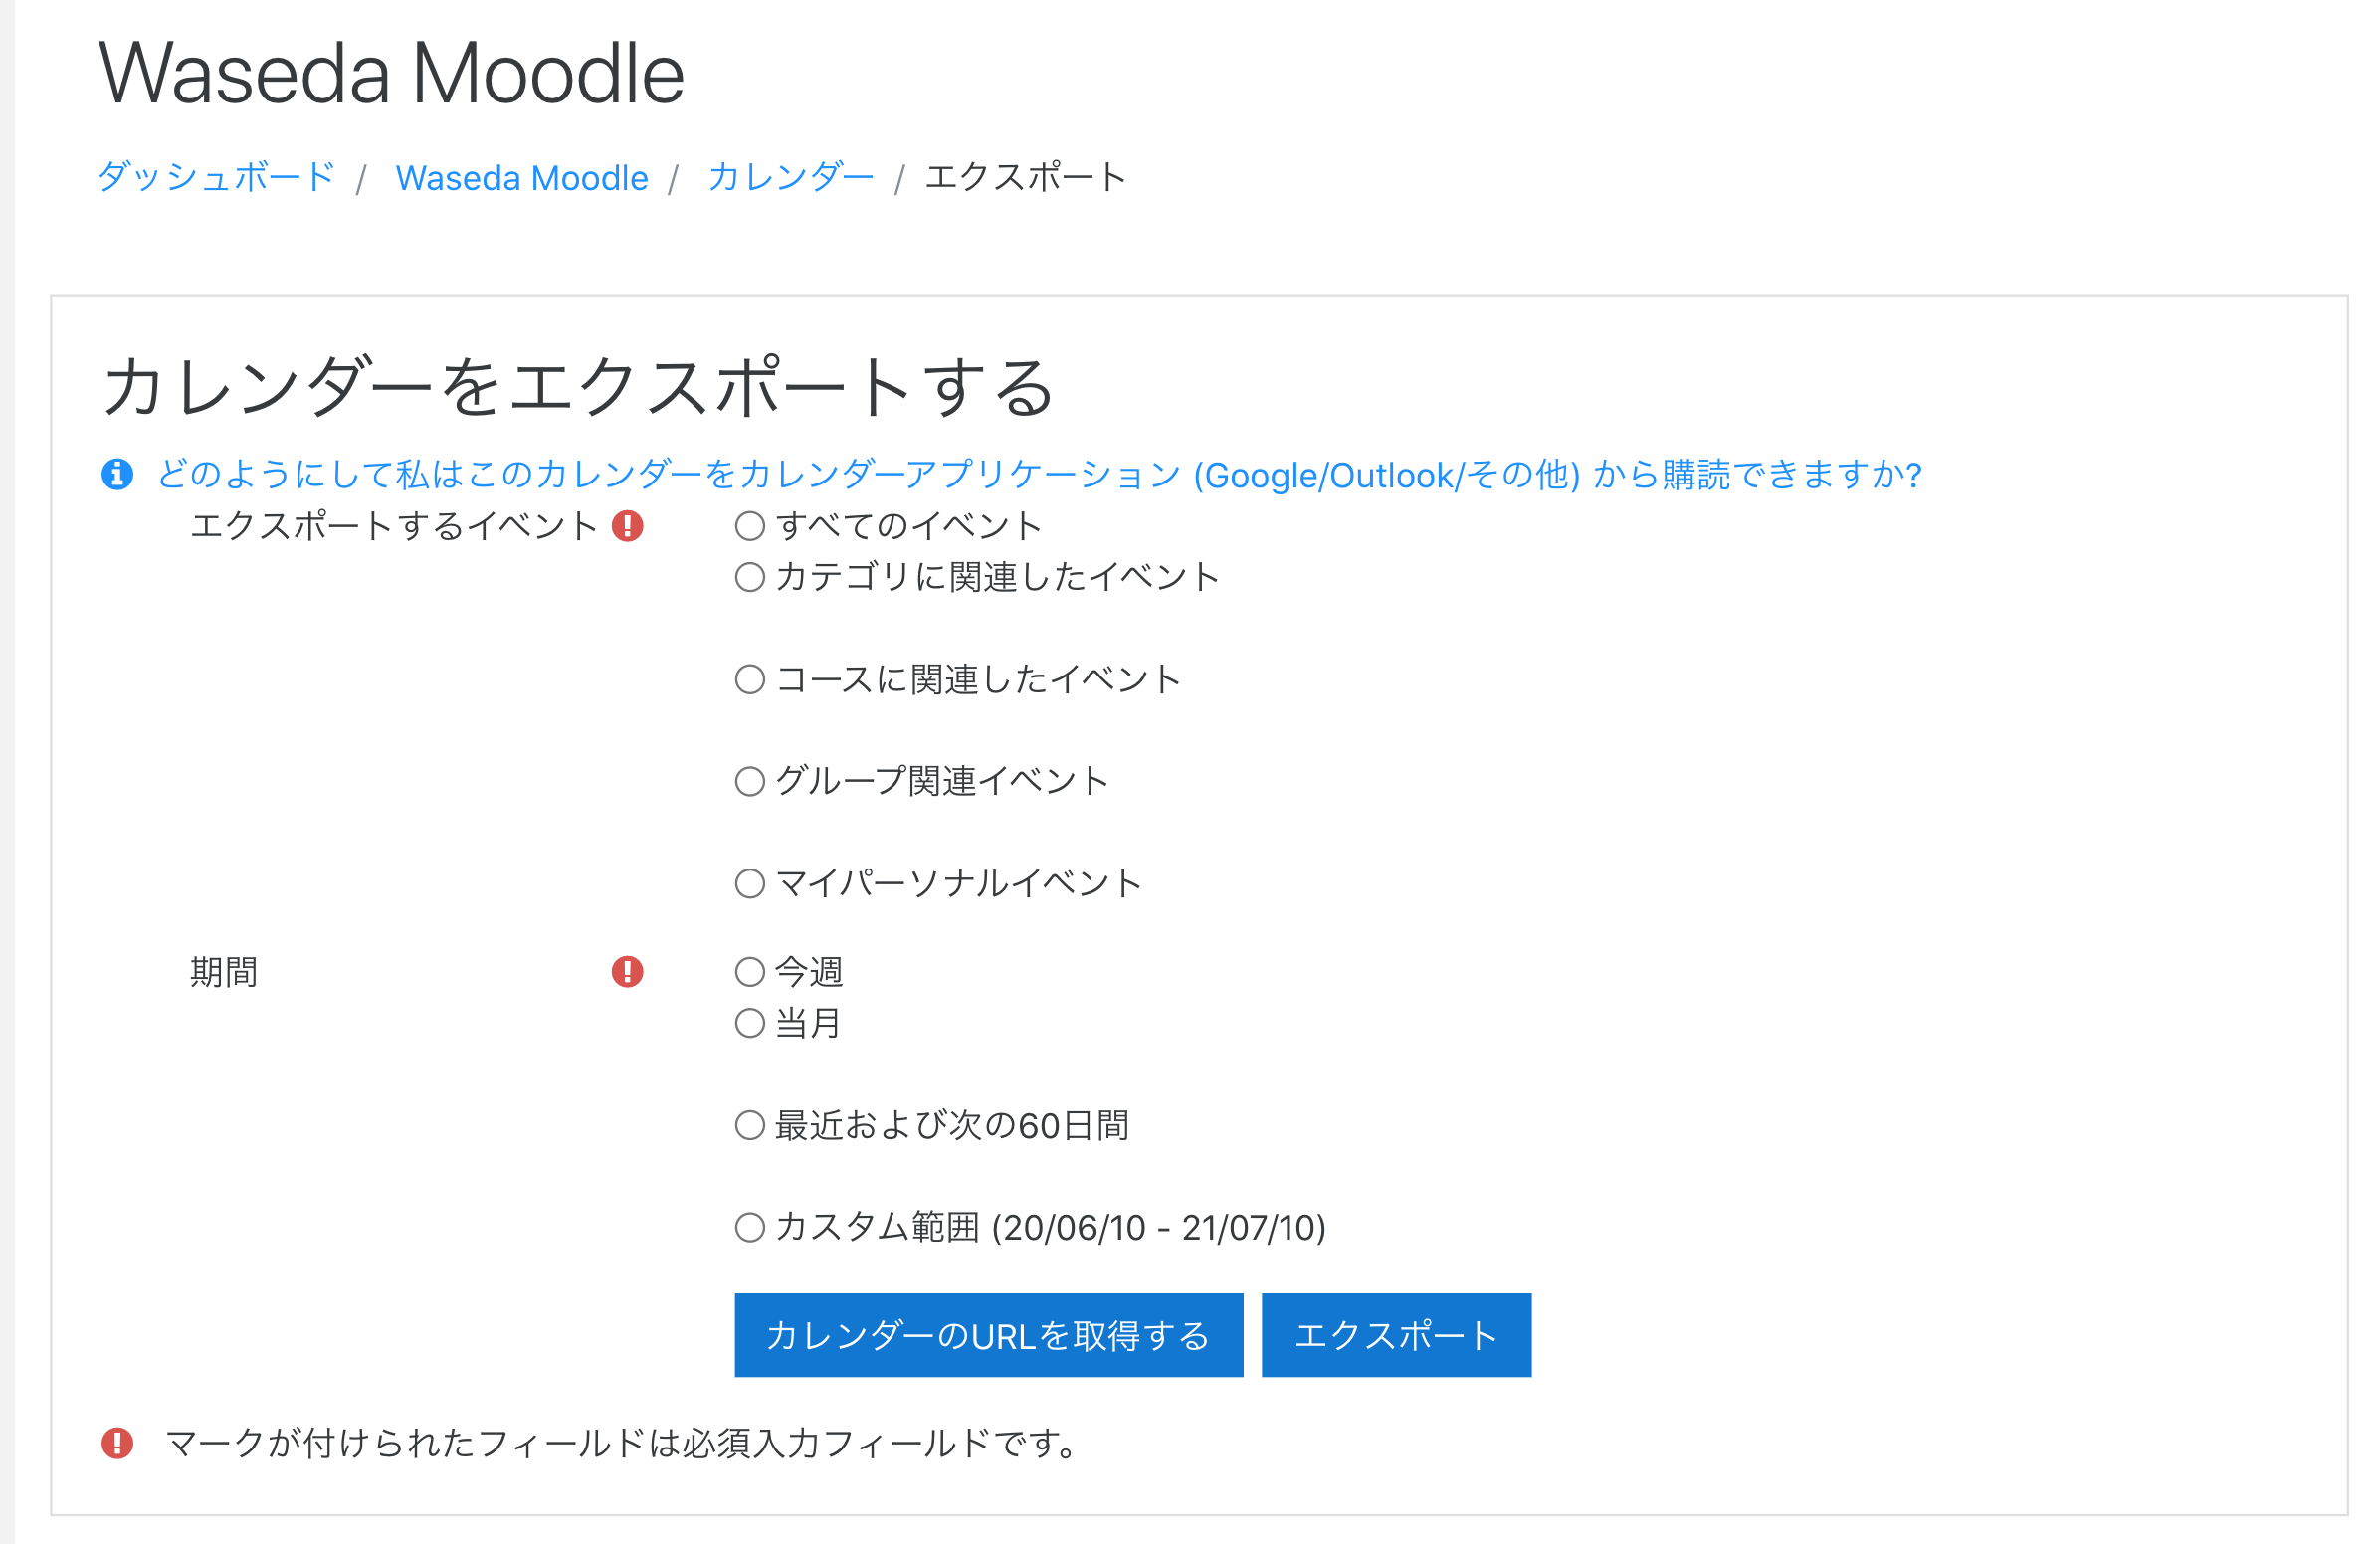 Waseda Moodle
ダッシュボード / Waseda Moodle / カレンダー / エクスポート
カレンダーをエクスポートする
どのようにして私はこのカレンダーをカレンダーアプリケーション (Google/Outlook/その他) から購読できますか?
エクスポートするイベント すべてのイベント
カテゴリに関連したイベント
コースに関連したイベント
グループ関連イベント
マイパーソナルイベント
期間 今週
当月
最近および次の60日間
カスタム範囲 (20/06/10 - 21/07/10)
カレンダーのURLを取得する エクスポート
マークが付けられたフィールドは必須入力フィールドです。